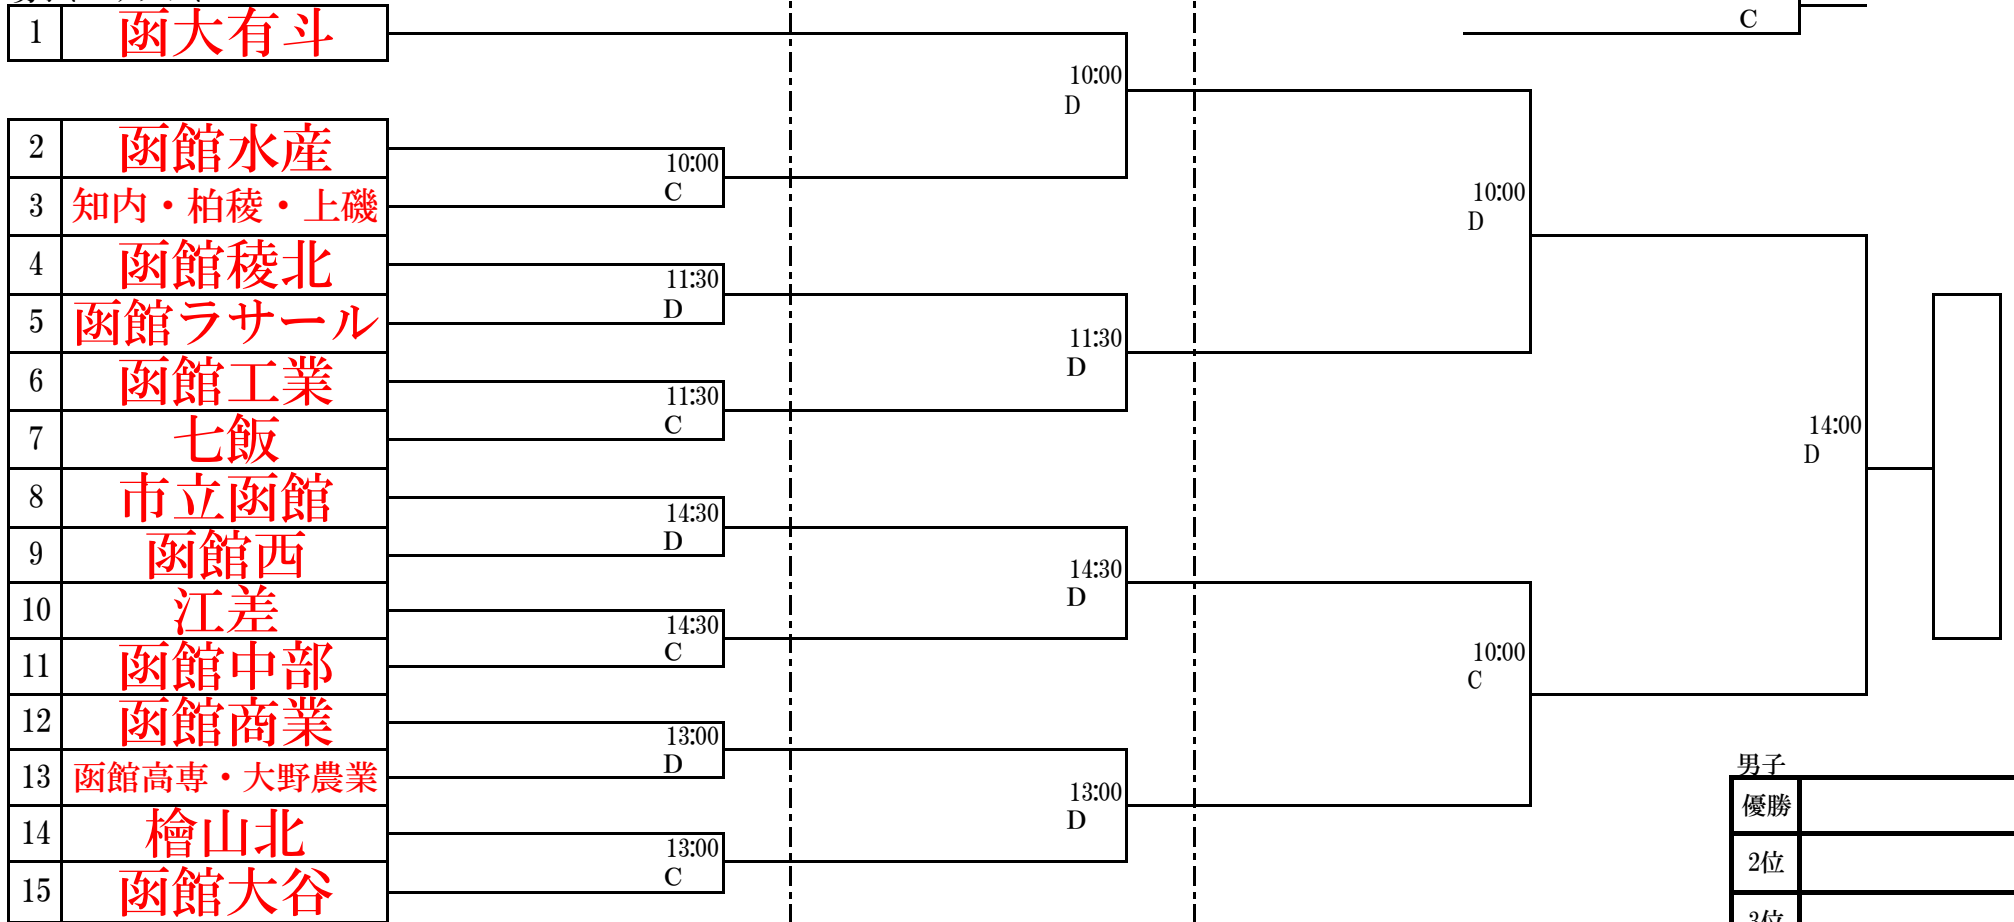 C
1 函大有斗
10:00
D
2 函館水産
10:00
C
3 知内・柏稜・上磯
10:00
D
4 函館稜北
11:30
D
5 函館ラサール
11:30
D
6 函館工業
11:30
C
7 七飯
14:00
D
8 市立函館
14:30
D
9 函館西
14:30
D
10 江差
14:30
C
11 函館中部
10:00
C
12 函館商業
13:00
D
13 函館高専・大野農業
13:00
D
14 檜山北
13:00
C
15 函館大谷
男子
優勝
2位
3位